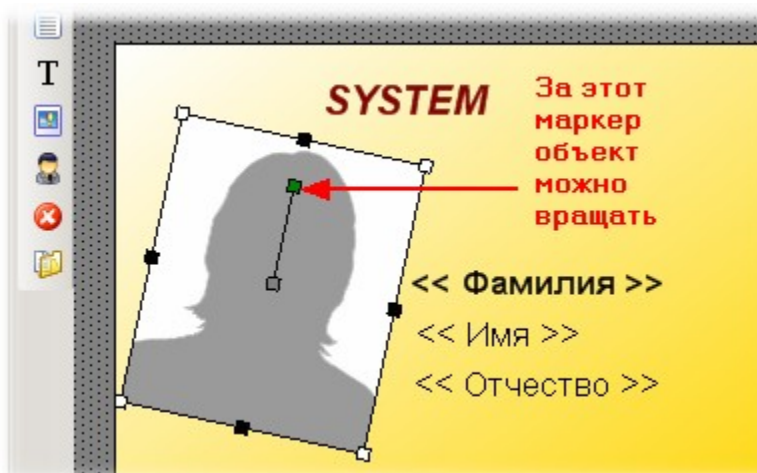 T
SYSTEM
За этот
маркер
объект
можно
вращать
<< Фамилия >>
<< Имя >>
<< Отчество >>